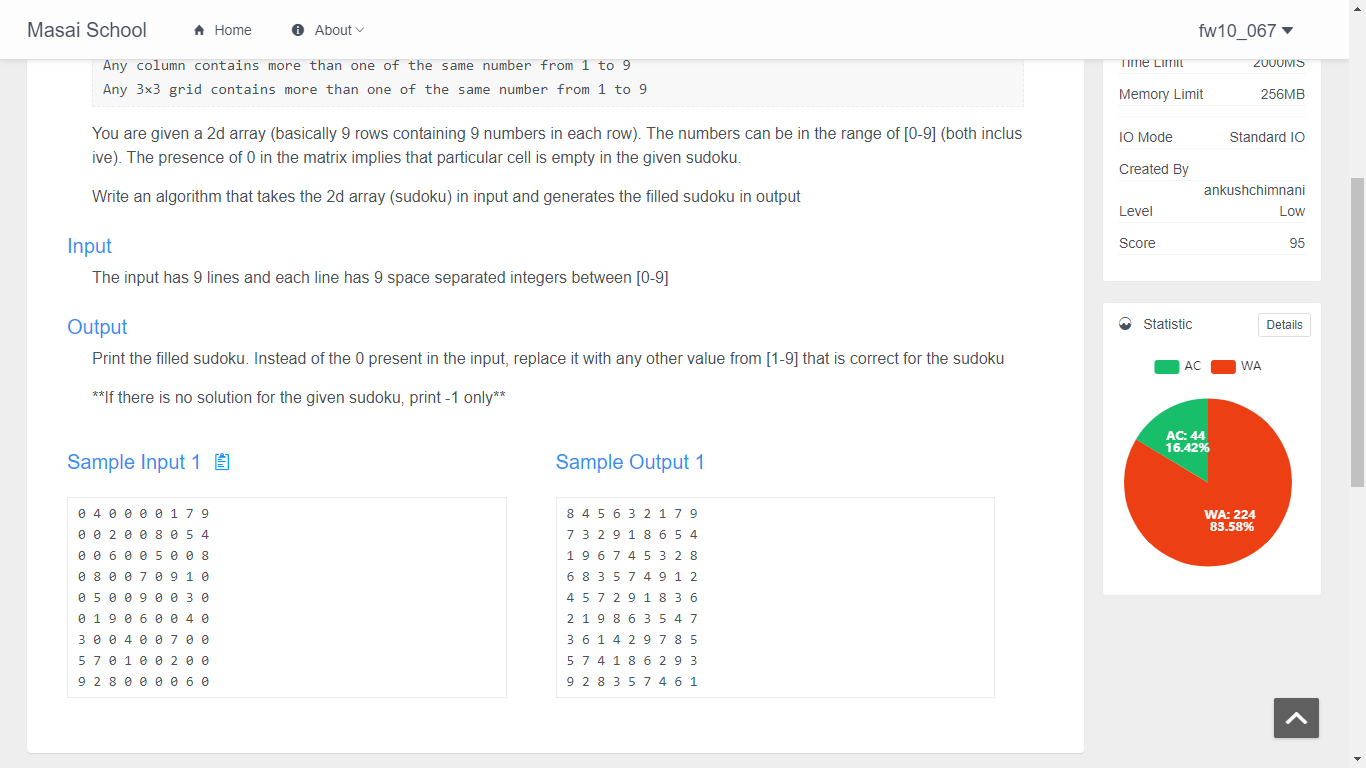 Masai School
Home
About
fw10_067
Any column contains more than one of the same number from 1 to 9
Any 3×3 grid contains more than one of the same number from 1 to 9
You are given a 2d array (basically 9 rows containing 9 numbers in each row). The numbers can be in the range of [0-9] (both inclus
ive). The presence of 0 in the matrix implies that particular cell is empty in the given sudoku.
Write an algorithm that takes the 2d array (sudoku) in input and generates the filled sudoku in output
Input
The input has 9 lines and each line has 9 space separated integers between [0-9]
Output
Print the filled sudoku. Instead of the 0 present in the input, replace it with any other value from [1-9] that is correct for the sudoku
**If there is no solution for the given sudoku, print -1 only**
Sample Input 1
0 4 0 0 0 0 1 7 9
0 0 2 0 0 8 0 5 4
0 0 6 0 0 5 0 0 8
0 8 0 0 7 0 9 1 0
0 5 0 0 9 0 0 3 0
0 1 9 0 6 0 0 4 0
3 0 0 4 0 0 7 0 0
5 7 0 1 0 0 2 0 0
9 2 8 0 0 0 0 6 0
Sample Output 1
8 4 5 6 3 2 1 7 9
7 3 2 9 1 8 6 5 4
1 9 6 7 4 5 3 2 8
6 8 3 5 7 4 9 1 2
4 5 7 2 9 1 8 3 6
2 1 9 8 6 3 5 4 7
3 6 1 4 2 9 7 8 5
5 7 4 1 8 6 2 9 3
9 2 8 3 5 7 4 6 1
Time Limit 2000MS
Memory Limit 256MB
IO Mode Standard IO
Created By
ankushchimnani
Level Low
Score 95
Statistic
Details
AC WA
AC: 44
16.42%
WA: 224
83.58%